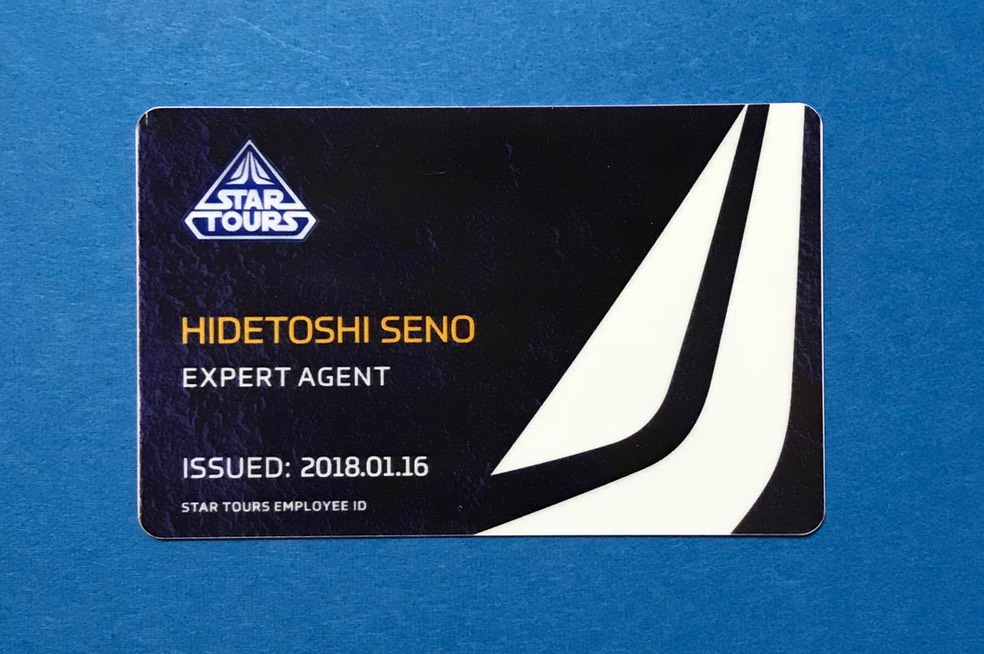 STAR
TOURS
HIDETOSHI SENO
EXPERT AGENT
ISSUED: 2018.01.16
STAR TOURS EMPLOYEE ID